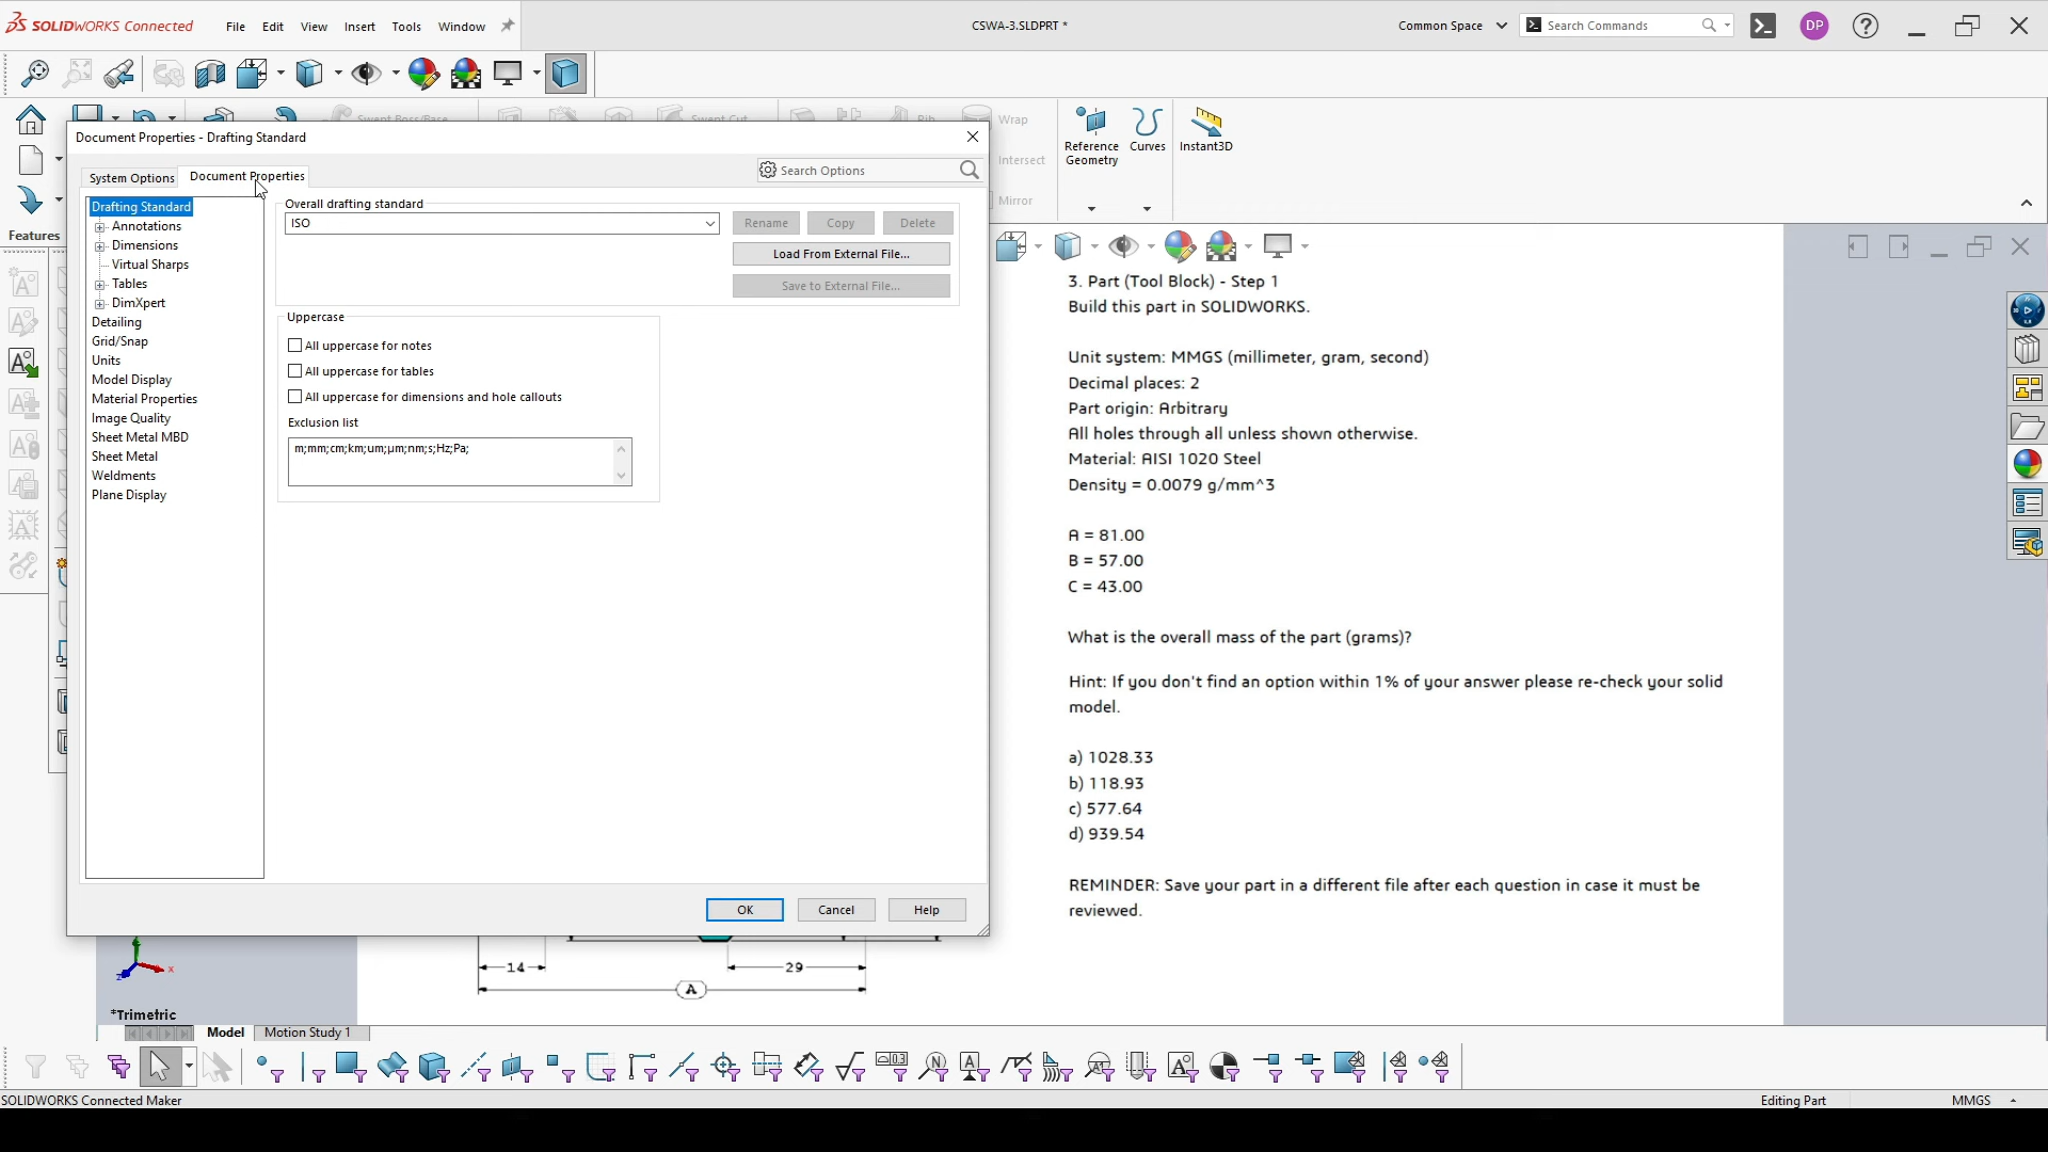 SOLIDWORKS Connected
File Edit View Insert Tools Window
CSWA-3.SLDPRT *
Common Space
Search Commands
DP
Wrap
Intersect
Mirror
Reference Geometry
Curves
Instant3D
Features
Document Properties - Drafting Standard
System Options
Document Properties
Search Options
Drafting Standard
Annotations
Dimensions
Virtual Sharps
Tables
DimXpert
Detailing
Grid/Snap
Units
Model Display
Material Properties
Image Quality
Sheet Metal MBD
Sheet Metal
Weldments
Plane Display
Overall drafting standard
ISO
Rename Copy Delete
Load From External File...
Save to External File...
Uppercase
All uppercase for notes
All uppercase for tables
All uppercase for dimensions and hole callouts
Exclusion list
m;mm;cm;km;um;µm;nm;s;Hz;Pa;
OK Cancel Help
3. Part (Tool Block) - Step 1
Build this part in SOLIDWORKS.
Unit system: MMGS (millimeter, gram, second)
Decimal places: 2
Part origin: Arbitrary
All holes through all unless shown otherwise.
Material: AISI 1020 Steel
Density = 0.0079 g/mm^3
A = 81.00
B = 57.00
C = 43.00
What is the overall mass of the part (grams)?
Hint: If you don't find an option within 1% of your answer please re-check your solid
model.
a) 1028.33
b) 118.93
c) 577.64
d) 939.54
REMINDER: Save your part in a different file after each question in case it must be
reviewed.
14
29
A
x
z
*Trimetric
Model
Motion Study 1
SOLIDWORKS Connected Maker
Editing Part
MMGS